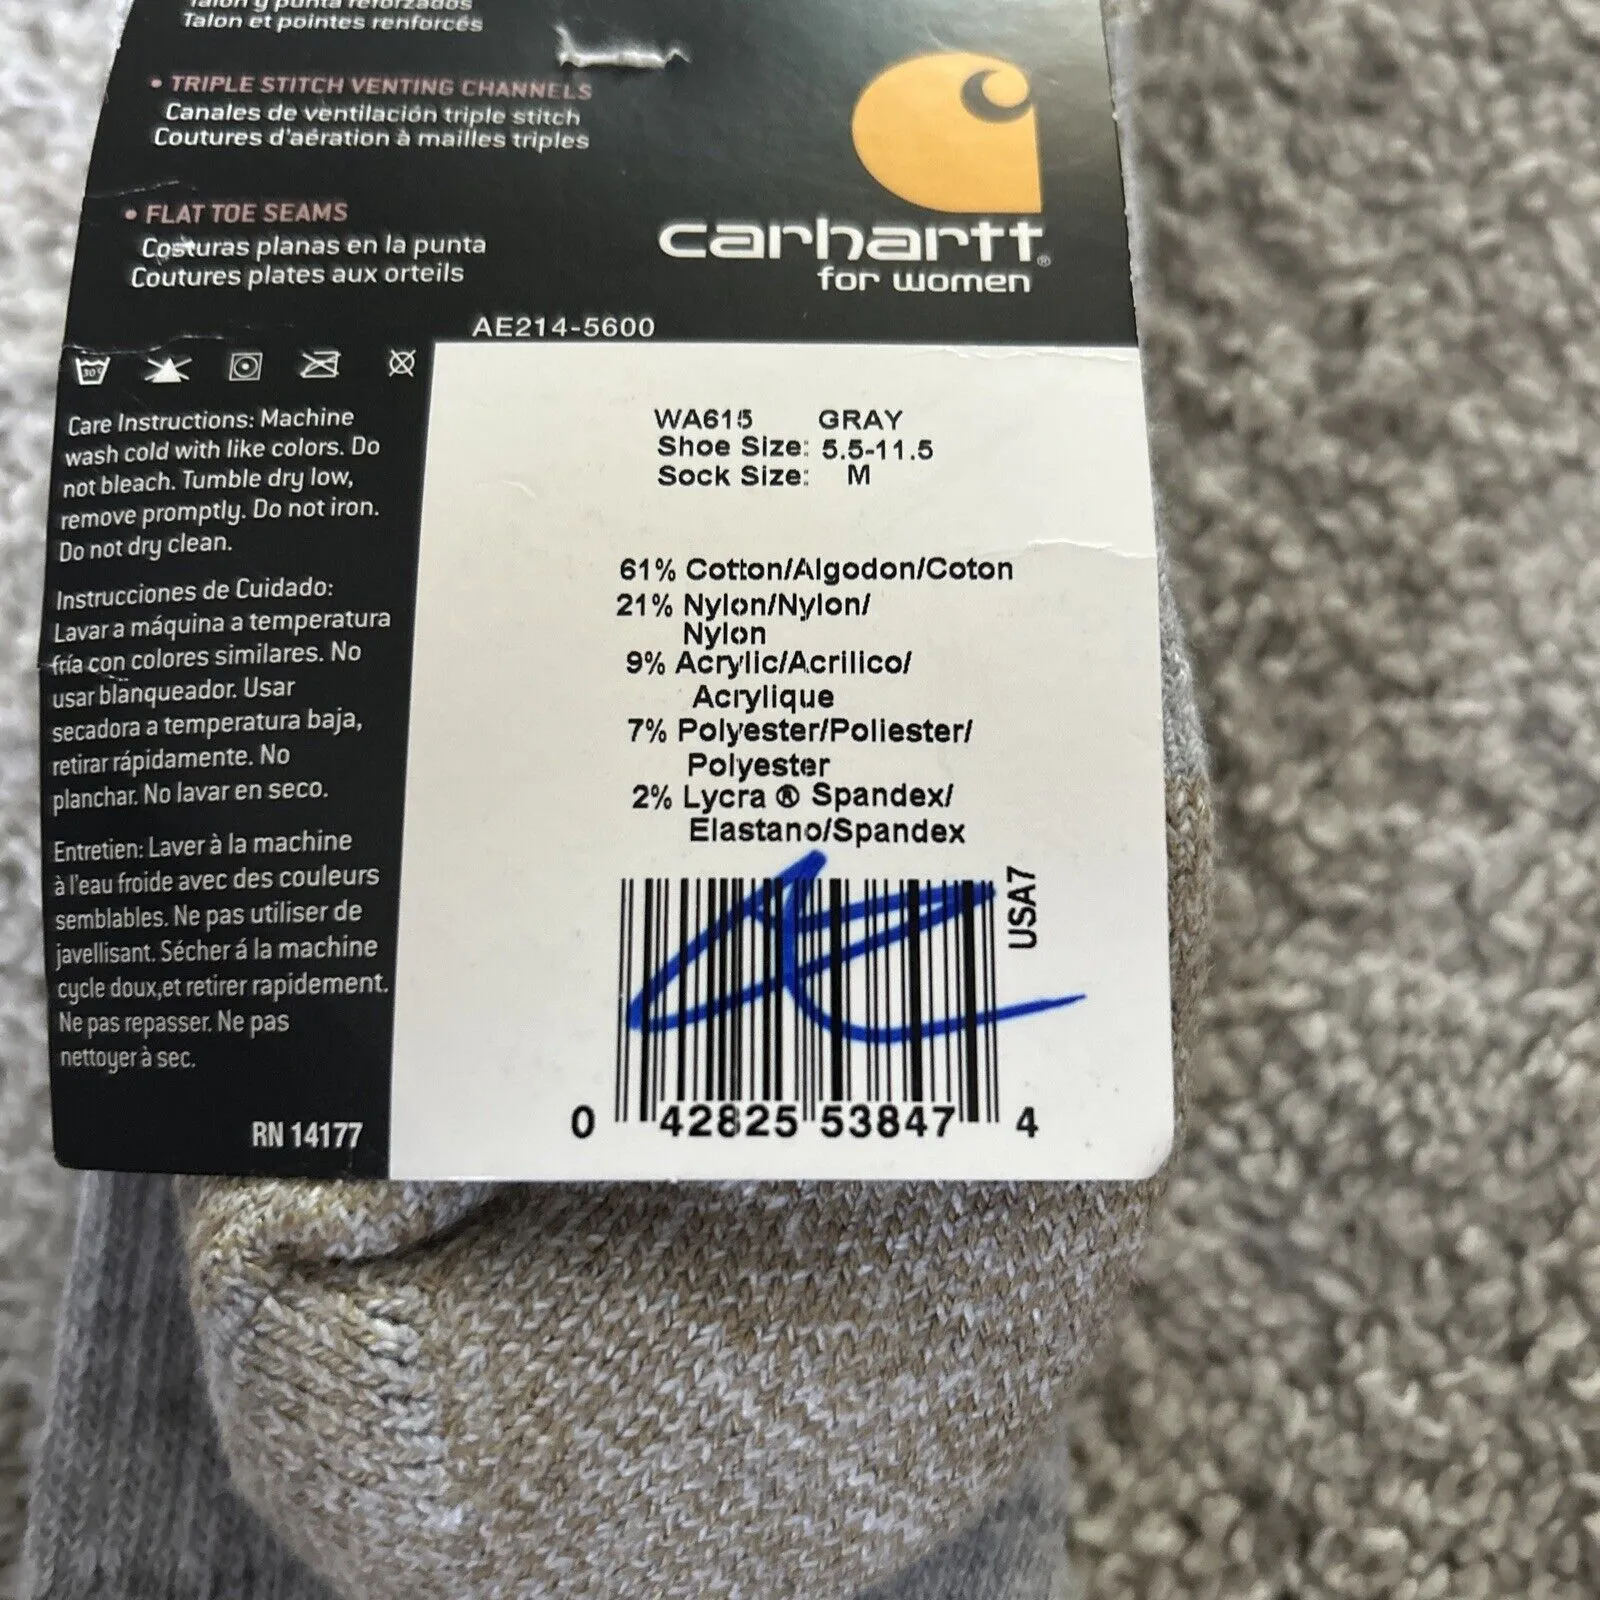 Talon y punta reforzados
Talon et pointes renforcés
• TRIPLE STITCH VENTING CHANNELS
Canales de ventilación triple stitch
Coutures d'aération à mailles triples
• FLAT TOE SEAMS
Costuras planas en la punta
Coutures plates aux orteils
carhartt®
for women
AE214-5600
30°
Care Instructions: Machine
wash cold with like colors. Do
not bleach. Tumble dry low,
remove promptly. Do not iron.
Do not dry clean.
Instrucciones de Cuidado:
Lavar a máquina a temperatura
fría con colores similares. No
usar blanqueador. Usar
secadora a temperatura baja,
retirar rápidamente. No
planchar. No lavar en seco.
Entretien: Laver à la machine
à l'eau froide avec des couleurs
semblables. Ne pas utiliser de
javellisant. Sécher á la machine
cycle doux,et retirer rapidement.
Ne pas repasser. Ne pas
nettoyer à sec.
RN 14177
WA615 GRAY
Shoe Size: 5.5-11.5
Sock Size: M
61% Cotton/Algodon/Coton
21% Nylon/Nylon/
Nylon
9% Acrylic/Acrilico/
Acrylique
7% Polyester/Poliester/
Polyester
2% Lycra ® Spandex/
Elastano/Spandex
USA7
0 42825 53847 4